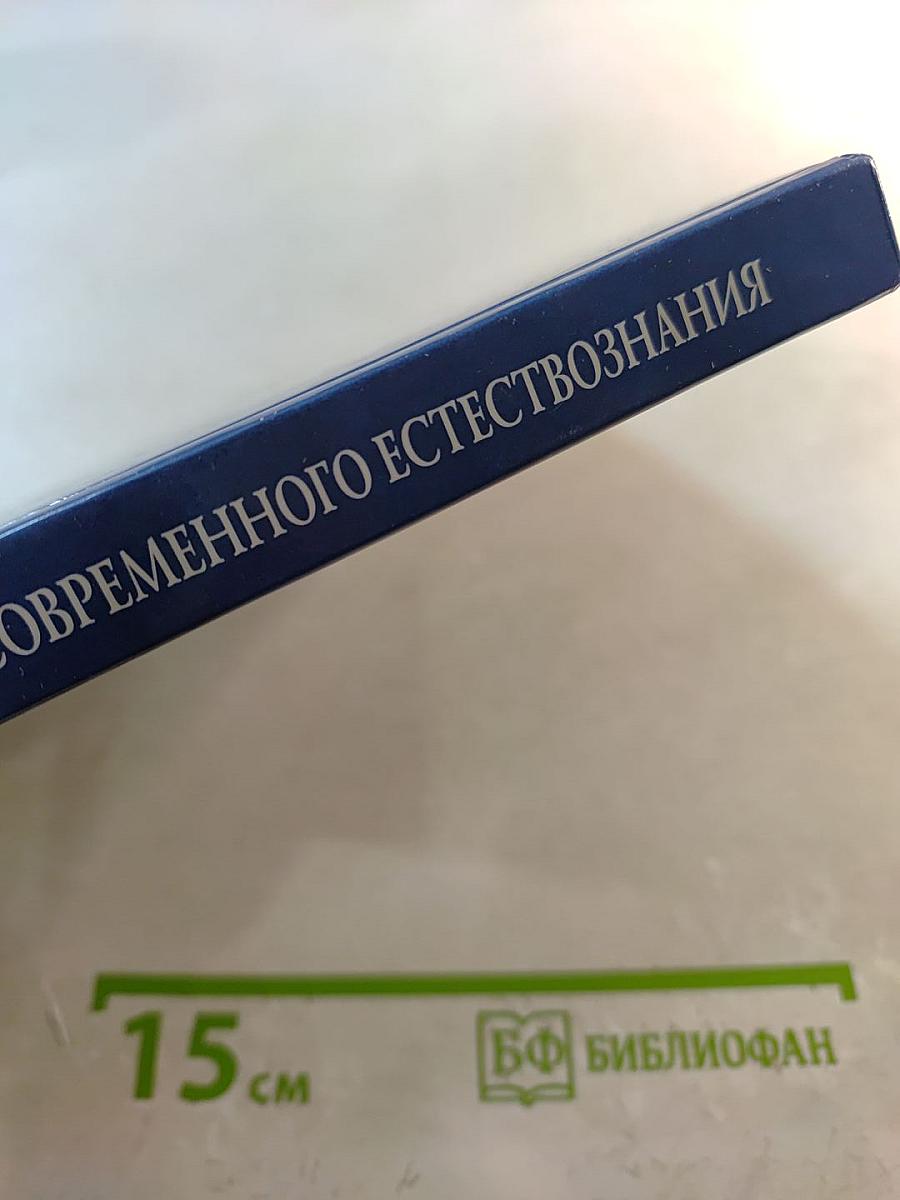 СОВРЕМЕННОГО ЕСТЕСТВОЗНАНИЯ
15 см
БФ БИБЛИОФАН